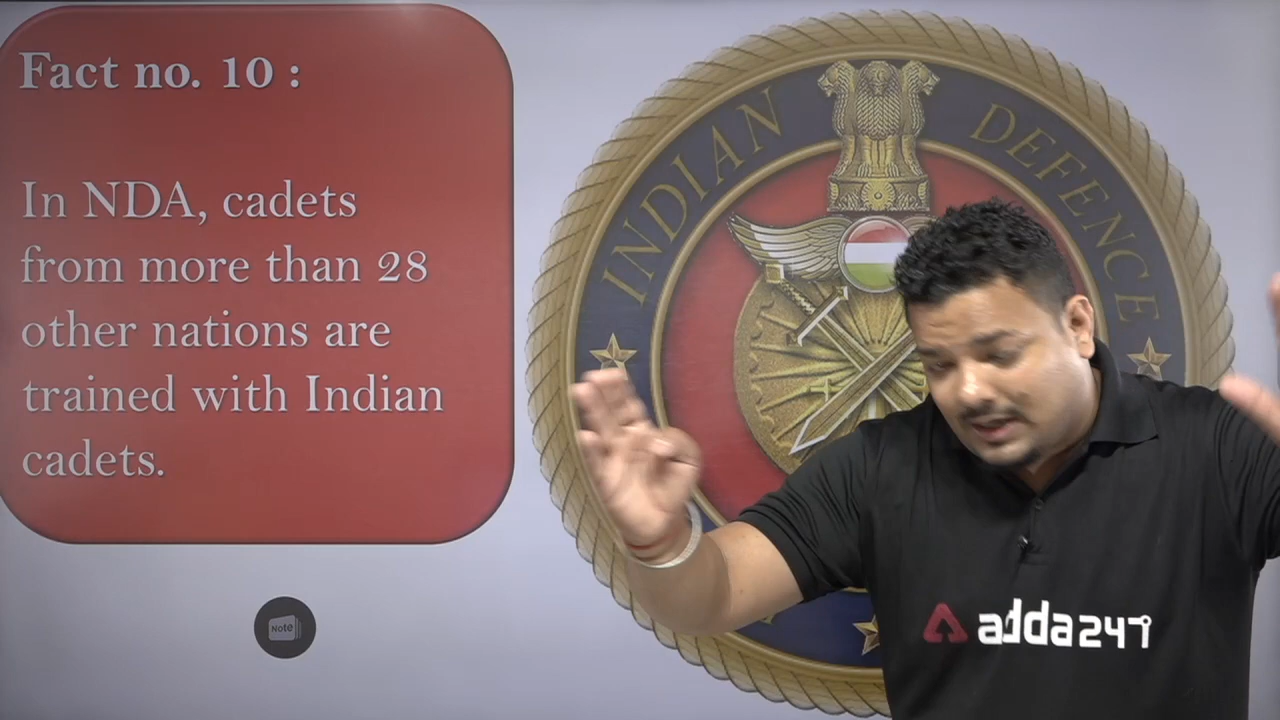 Fact no. 10 :
In NDA, cadets
from more than 28
other nations are
trained with Indian
cadets.
INDIAN DEFENCE
Note
adda247